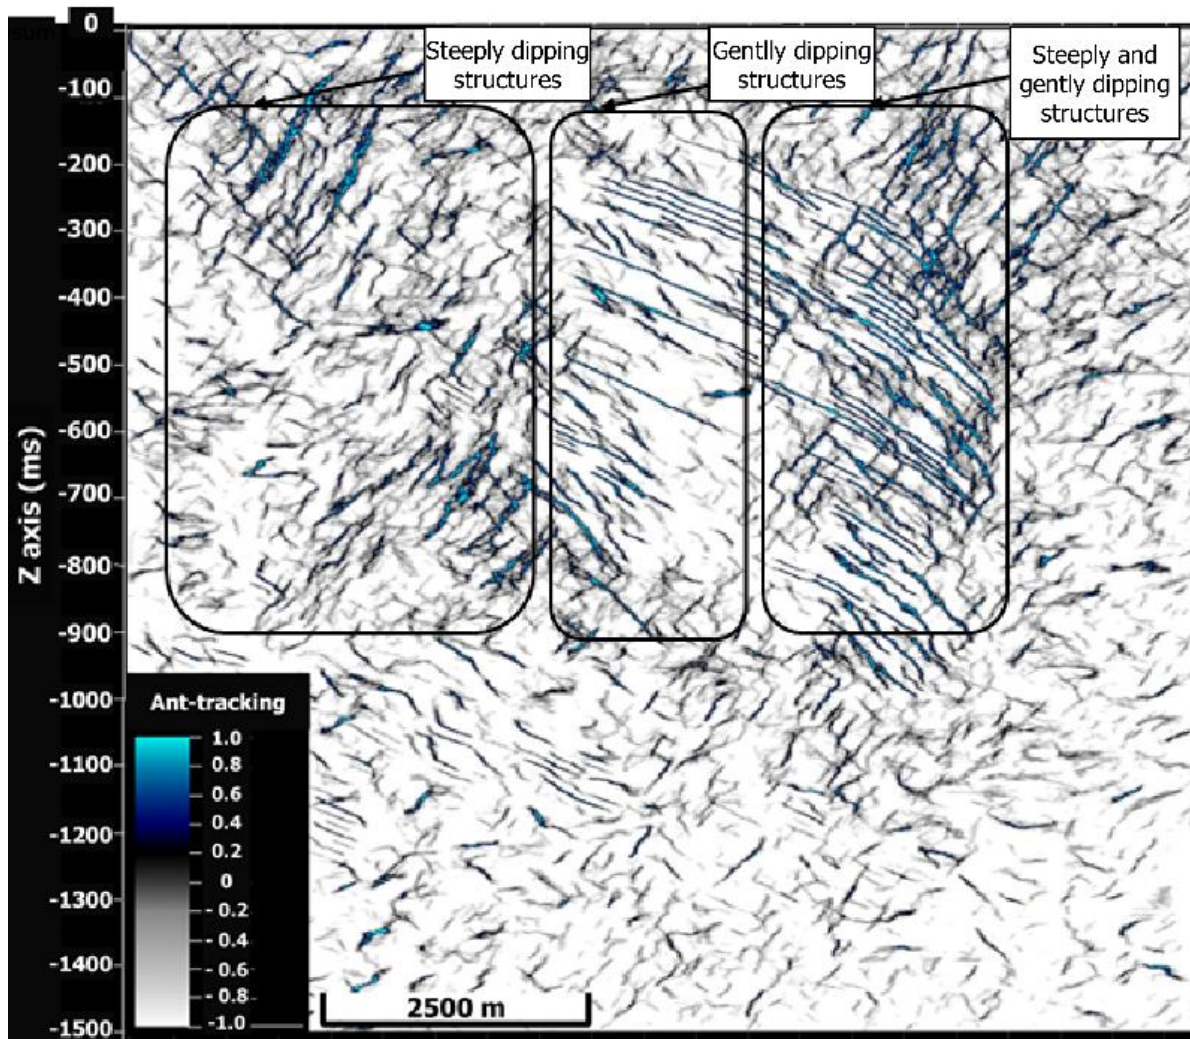 0
Steeply dipping
structures
Gentlly dipping
structures
Steeply and
gently dipping
structures
-100
-200
-300
-400
-500
-600
-700
-800
-900
-1000
-1100
-1200
-1300
-1400
-1500
Z axis (ms)
Ant-tracking
1.0
0.8
0.6
0.4
0.2
0
- 0.2
- 0.4
- 0.6
- 0.8
-1.0
2500 m